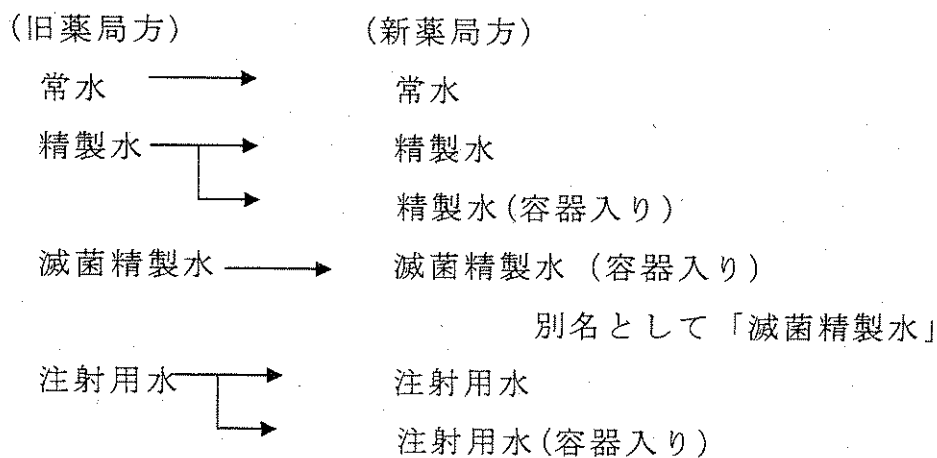 (旧薬局方) (新薬局方)
常水 常水
精製水 精製水
精製水(容器入り)
滅菌精製水 滅菌精製水 (容器入り)
別名として「滅菌精製水」
注射用水 注射用水
注射用水(容器入り)